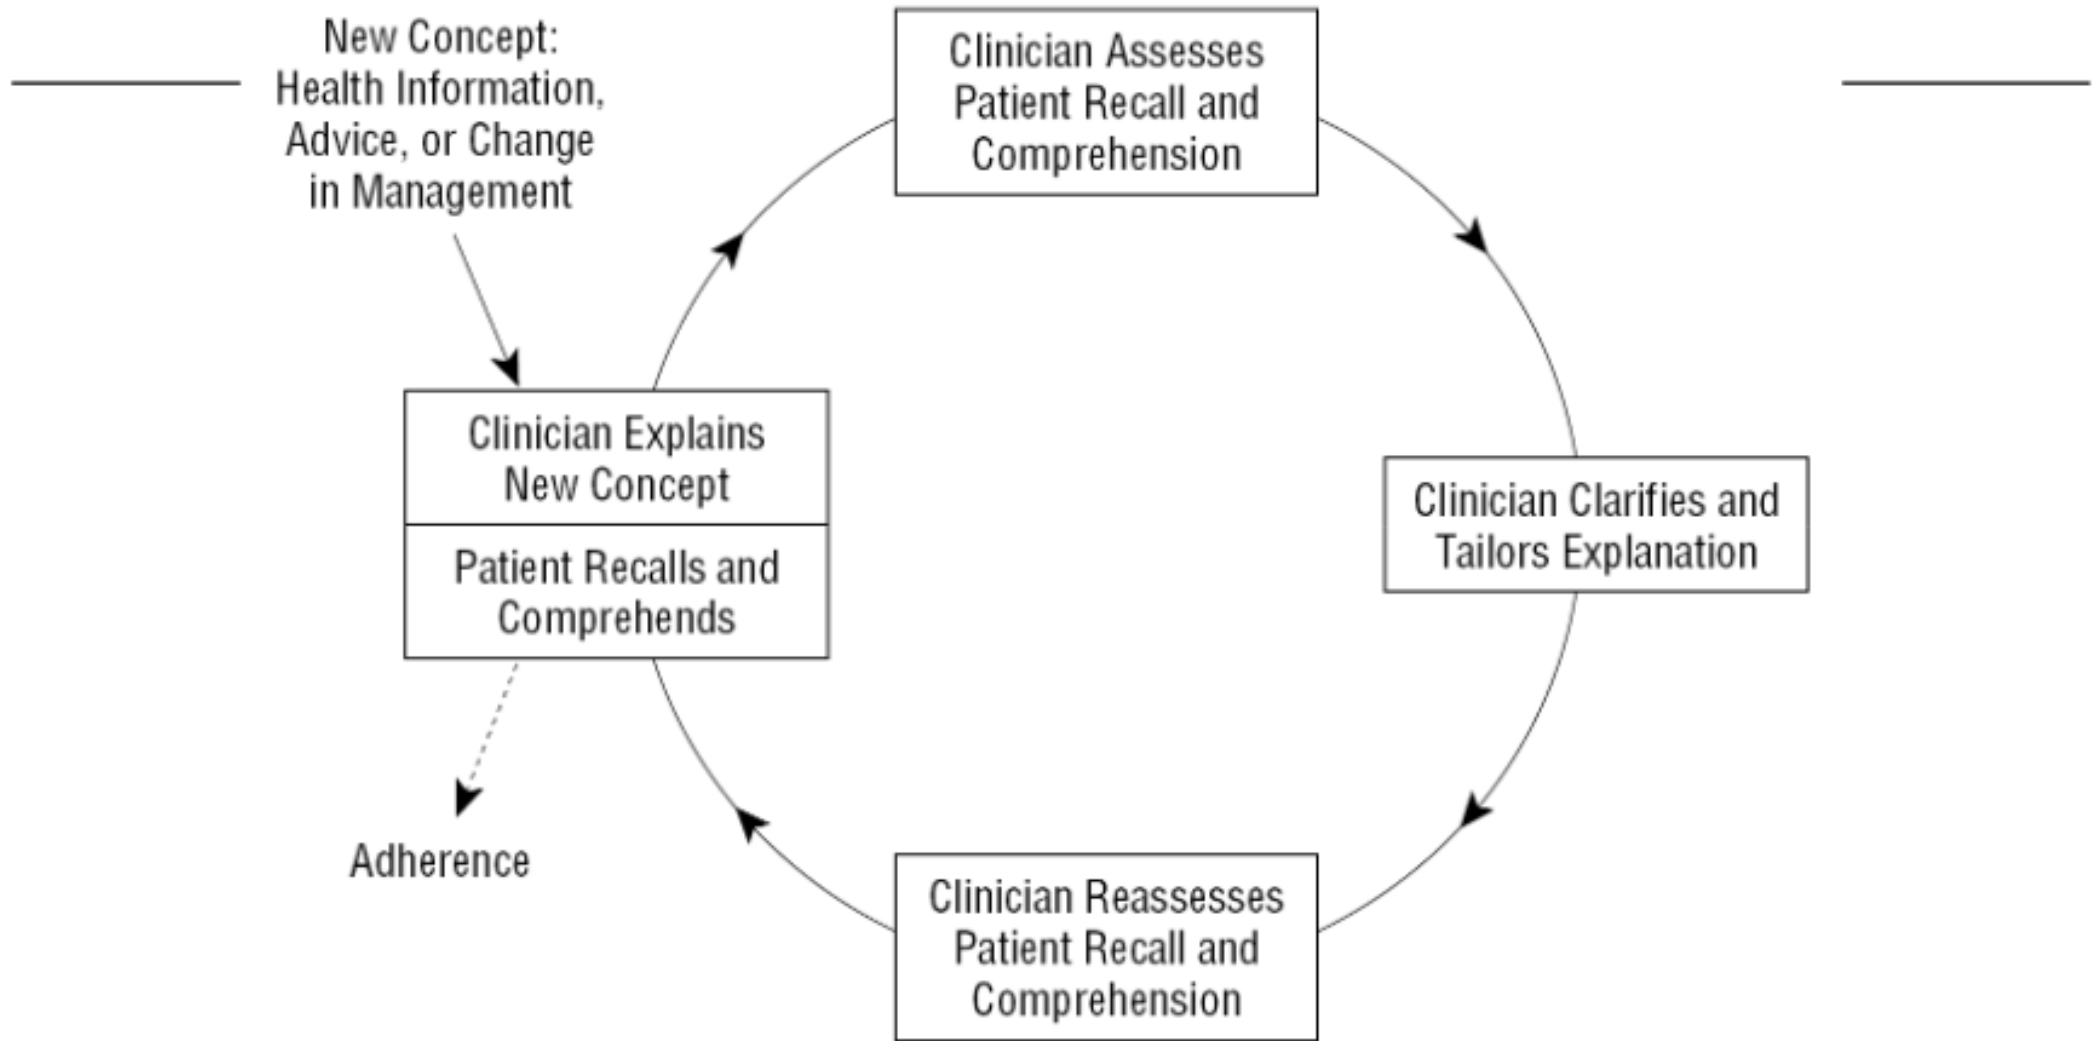 New Concept:
Health Information,
Advice, or Change
in Management
Clinician Assesses
Patient Recall and
Comprehension
Clinician Explains
New Concept
Patient Recalls and
Comprehends
Clinician Clarifies and
Tailors Explanation
Adherence
Clinician Reassesses
Patient Recall and
Comprehension